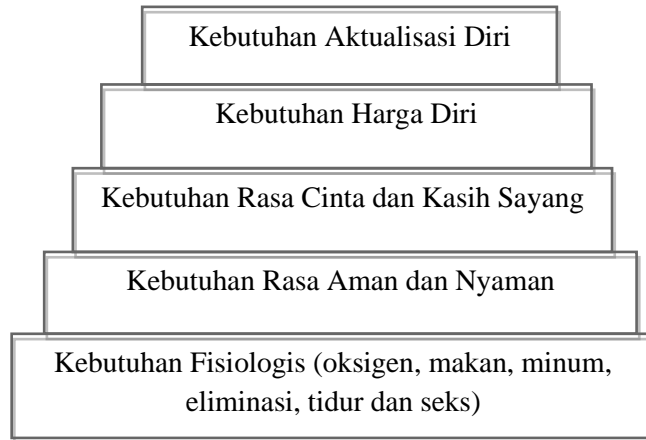 Kebutuhan Aktualisasi Diri
Kebutuhan Harga Diri
Kebutuhan Rasa Cinta dan Kasih Sayang
Kebutuhan Rasa Aman dan Nyaman
Kebutuhan Fisiologis (oksigen, makan, minum,
eliminasi, tidur dan seks)